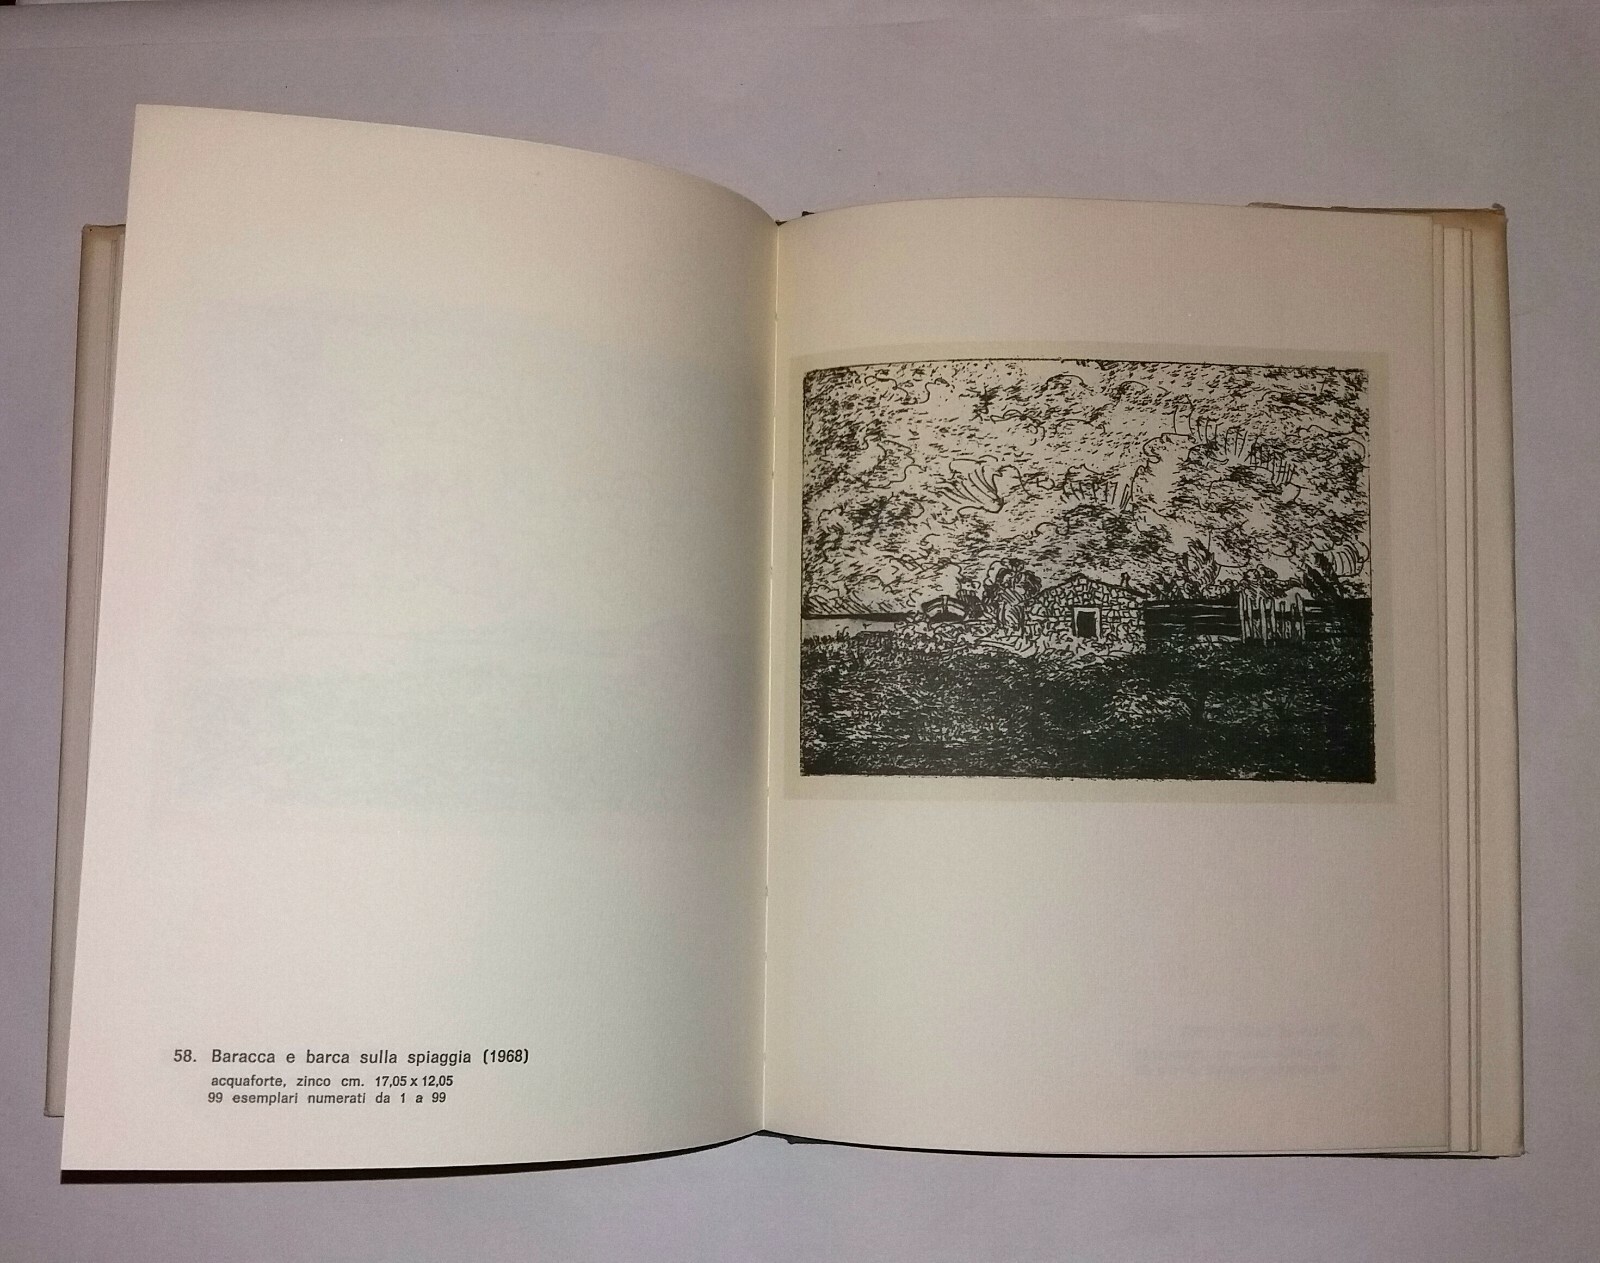 58. Baracca e barca sulla spiaggia (1968)
acquaforte, zinco cm. 17,05 x 12,05
99 esemplari numerati da 1 a 99